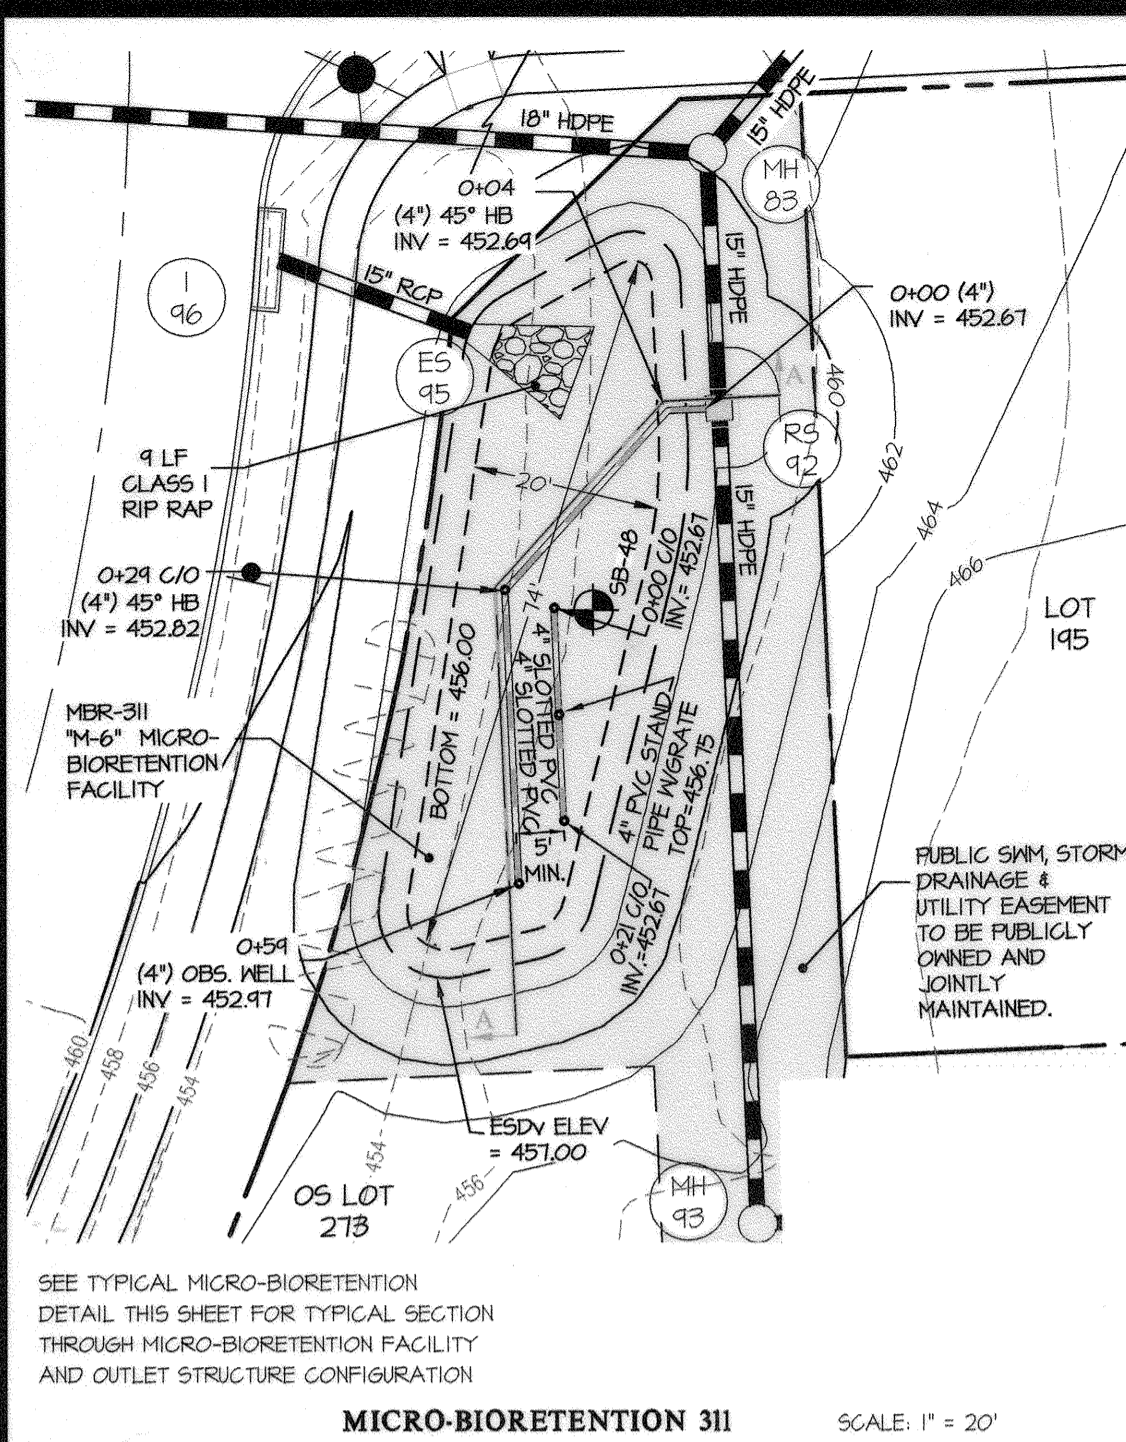 18" HDPE
15" HDPE
MH
83
0+04
(4") 45° HB
INV = 452.69
15" HDPE
I
96
15" RCP
0+00 (4")
INV = 452.67
ES
95
A
460
RS
92
462
9 LF
CLASS I
RIP RAP
20'
15" HDPE
464
466
0+29 C/O
(4") 45° HB
INV = 452.82
SB-48
0+00 C/O
INV.= 452.67
LOT
195
74'
4" SLOTTED PVC
4" SLOTTED PVC
BOTTOM = 456.00
MBR-311
"M-6" MICRO-
BIORETENTION
FACILITY
4" PVC STAND
PIPE W/GRATE
TOP=456.75
5'
MIN.
PUBLIC SWM, STORM
DRAINAGE &
UTILITY EASEMENT
TO BE PUBLICLY
OWNED AND
JOINTLY
MAINTAINED.
0+21 C/O
INV.=452.67
0+59
(4") OBS. WELL
INV = 452.97
A
460
458
456
454
ESDv ELEV
= 457.00
454
456
OS LOT
273
MH
93
SEE TYPICAL MICRO-BIORETENTION
DETAIL THIS SHEET FOR TYPICAL SECTION
THROUGH MICRO-BIORETENTION FACILITY
AND OUTLET STRUCTURE CONFIGURATION
MICRO-BIORETENTION 311
SCALE: 1" = 20'